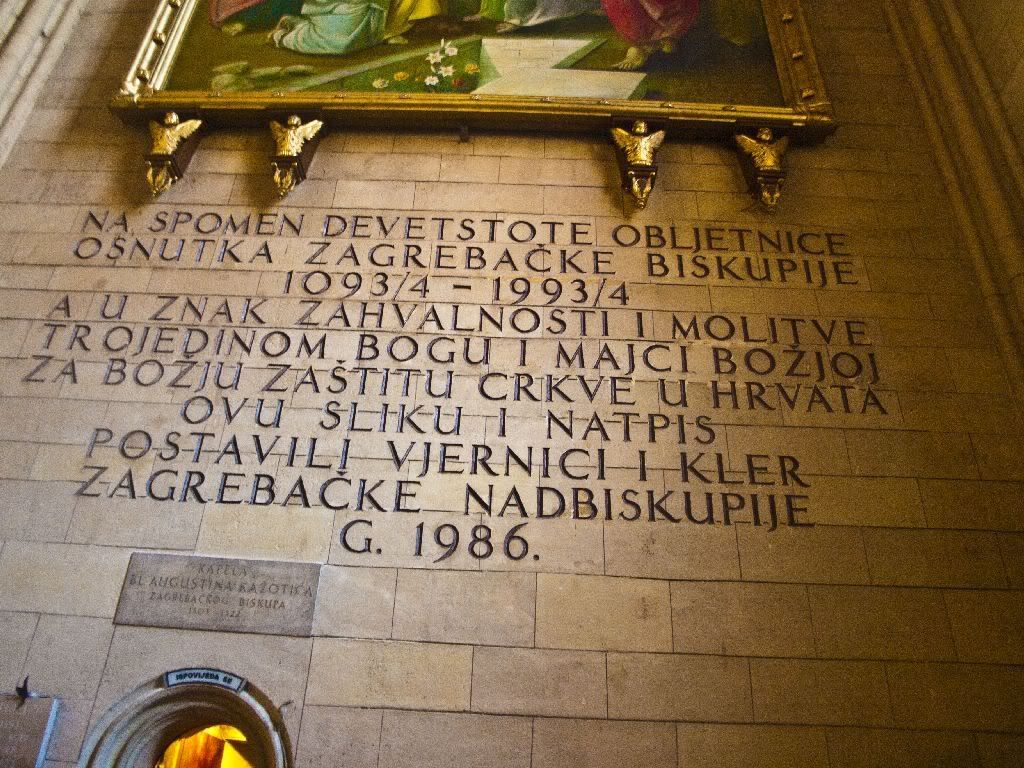 NA SPOMEN DEVETSTOTE OBLJETNICE
OSNUTKA ZAGREBAČKE BISKUPIJE
1093/4 - 1993/4
A U ZNAK ZAHVALNOSTI I MOLITVE
TROJEDINOM BOGU I MAJCI BOŽJOJ
ZA BOŽJU ZAŠTITU CRKVE U HRVATA
OVU SLIKU I NATPIS
POSTAVILI VJERNICI I KLER
ZAGREBAČKE NADBISKUPIJE
G. 1986.
KAPELA
BL. AUGUSTINA KAŽOTIĆA
ZAGREBAČKOG BISKUPA
1303 - 1322
ISPOVIJEDA SE